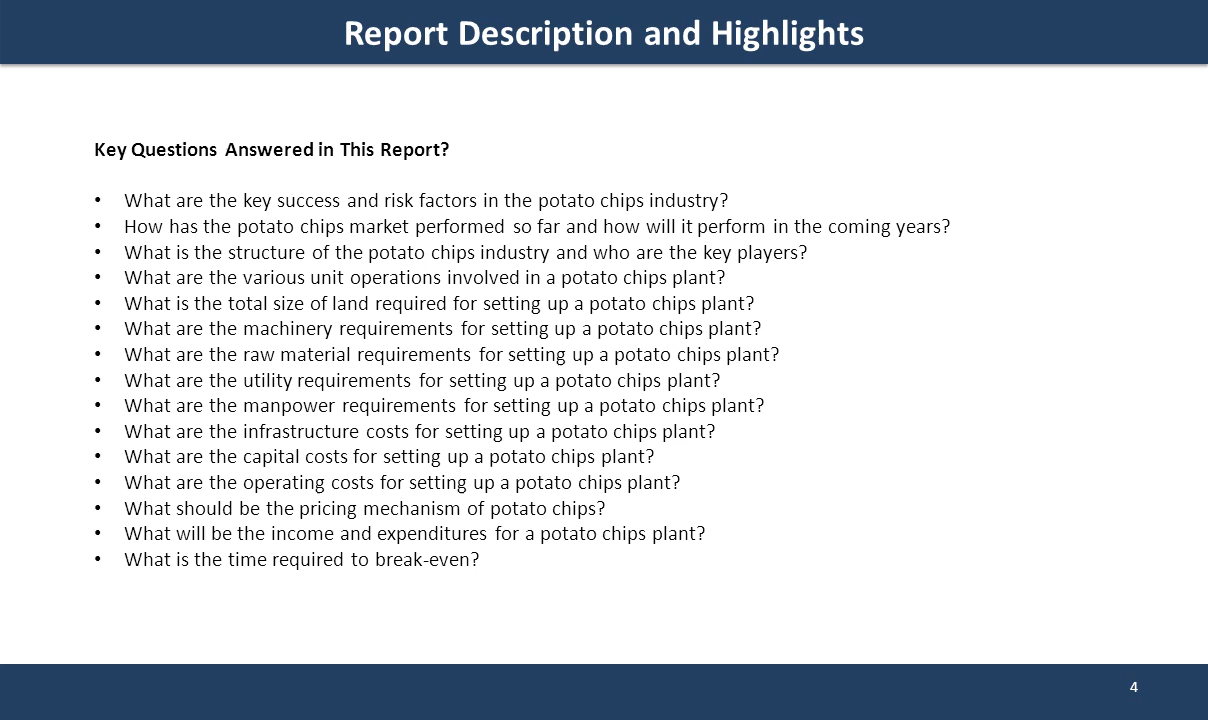 Report Description and Highlights
Key Questions Answered in This Report?
• What are the key success and risk factors in the potato chips industry?
• How has the potato chips market performed so far and how will it perform in the coming years?
• What is the structure of the potato chips industry and who are the key players?
• What are the various unit operations involved in a potato chips plant?
• What is the total size of land required for setting up a potato chips plant?
• What are the machinery requirements for setting up a potato chips plant?
• What are the raw material requirements for setting up a potato chips plant?
• What are the utility requirements for setting up a potato chips plant?
• What are the manpower requirements for setting up a potato chips plant?
• What are the infrastructure costs for setting up a potato chips plant?
• What are the capital costs for setting up a potato chips plant?
• What are the operating costs for setting up a potato chips plant?
• What should be the pricing mechanism of potato chips?
• What will be the income and expenditures for a potato chips plant?
• What is the time required to break-even?
4